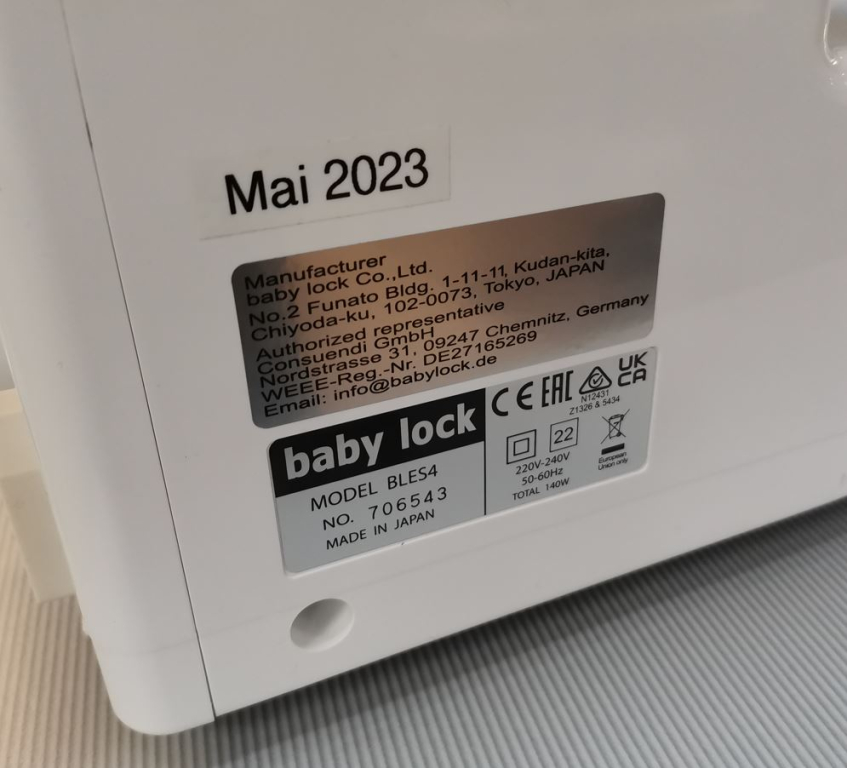 Mai 2023
Manufacturer
baby lock Co.,Ltd.
No.2 Funato Bldg. 1-11-11, Kudan-kita,
Chiyoda-ku, 102-0073, Tokyo, JAPAN
Authorized representative
Consuendi GmbH
Nordstrasse 31, 09247 Chemnitz, Germany
WEEE-Reg.-Nr. DE27165269
Email: info@babylock.de
baby lock
MODEL BLES4
NO. 706543
MADE IN JAPAN
CE EAC UK CA
N12431
Z1326 & 5434
22
220V-240V
50-60Hz
TOTAL 140W
European
Union only